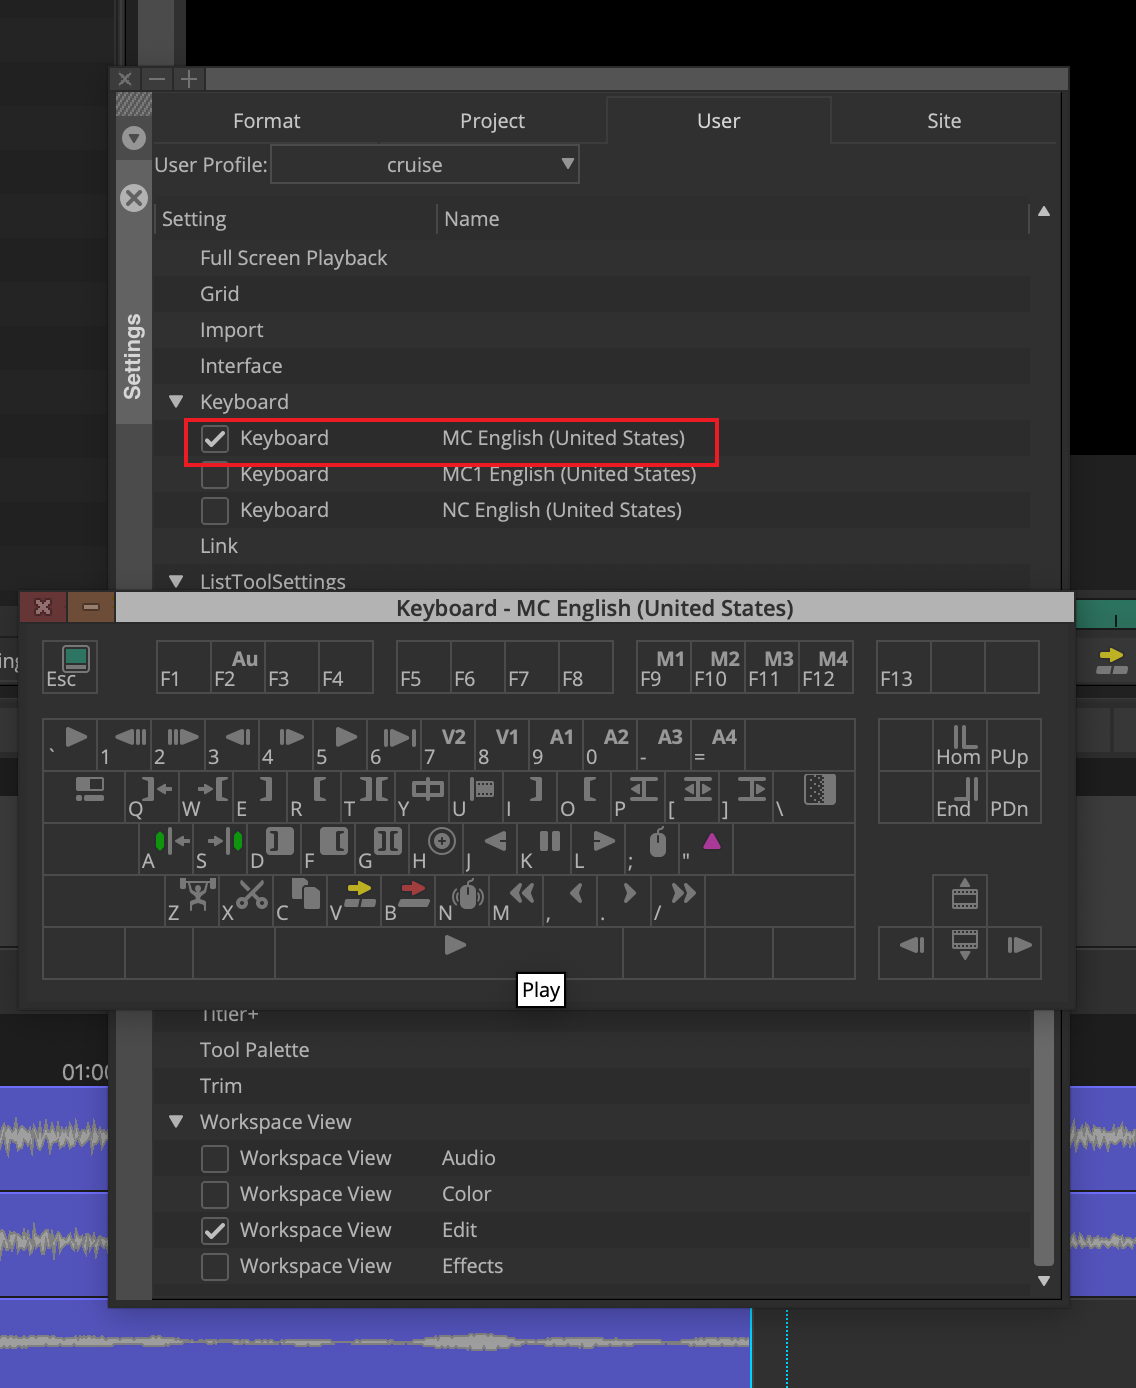 Format Project User Site
User Profile: cruise
Setting Name
Full Screen Playback
Grid
Import
Interface
Settings
Keyboard
Keyboard MC English (United States)
Keyboard MC1 English (United States)
Keyboard NC English (United States)
Link
ListToolSettings
Keyboard - MC English (United States)
Au M1 M2 M3 M4
Esc F1 F2 F3 F4 F5 F6 F7 F8 F9 F10 F11 F12 F13
V2 V1 A1 A2 A3 A4
` 1 2 3 4 5 6 7 8 9 0 - = Hom PUp
Q W E R T Y U I O P [ ] \ End PDn
A S D F G H J K L ; "
Z X C V B N M , . /
Play
Titler+
Tool Palette
01:00
Trim
Workspace View
Workspace View Audio
Workspace View Color
Workspace View Edit
Workspace View Effects